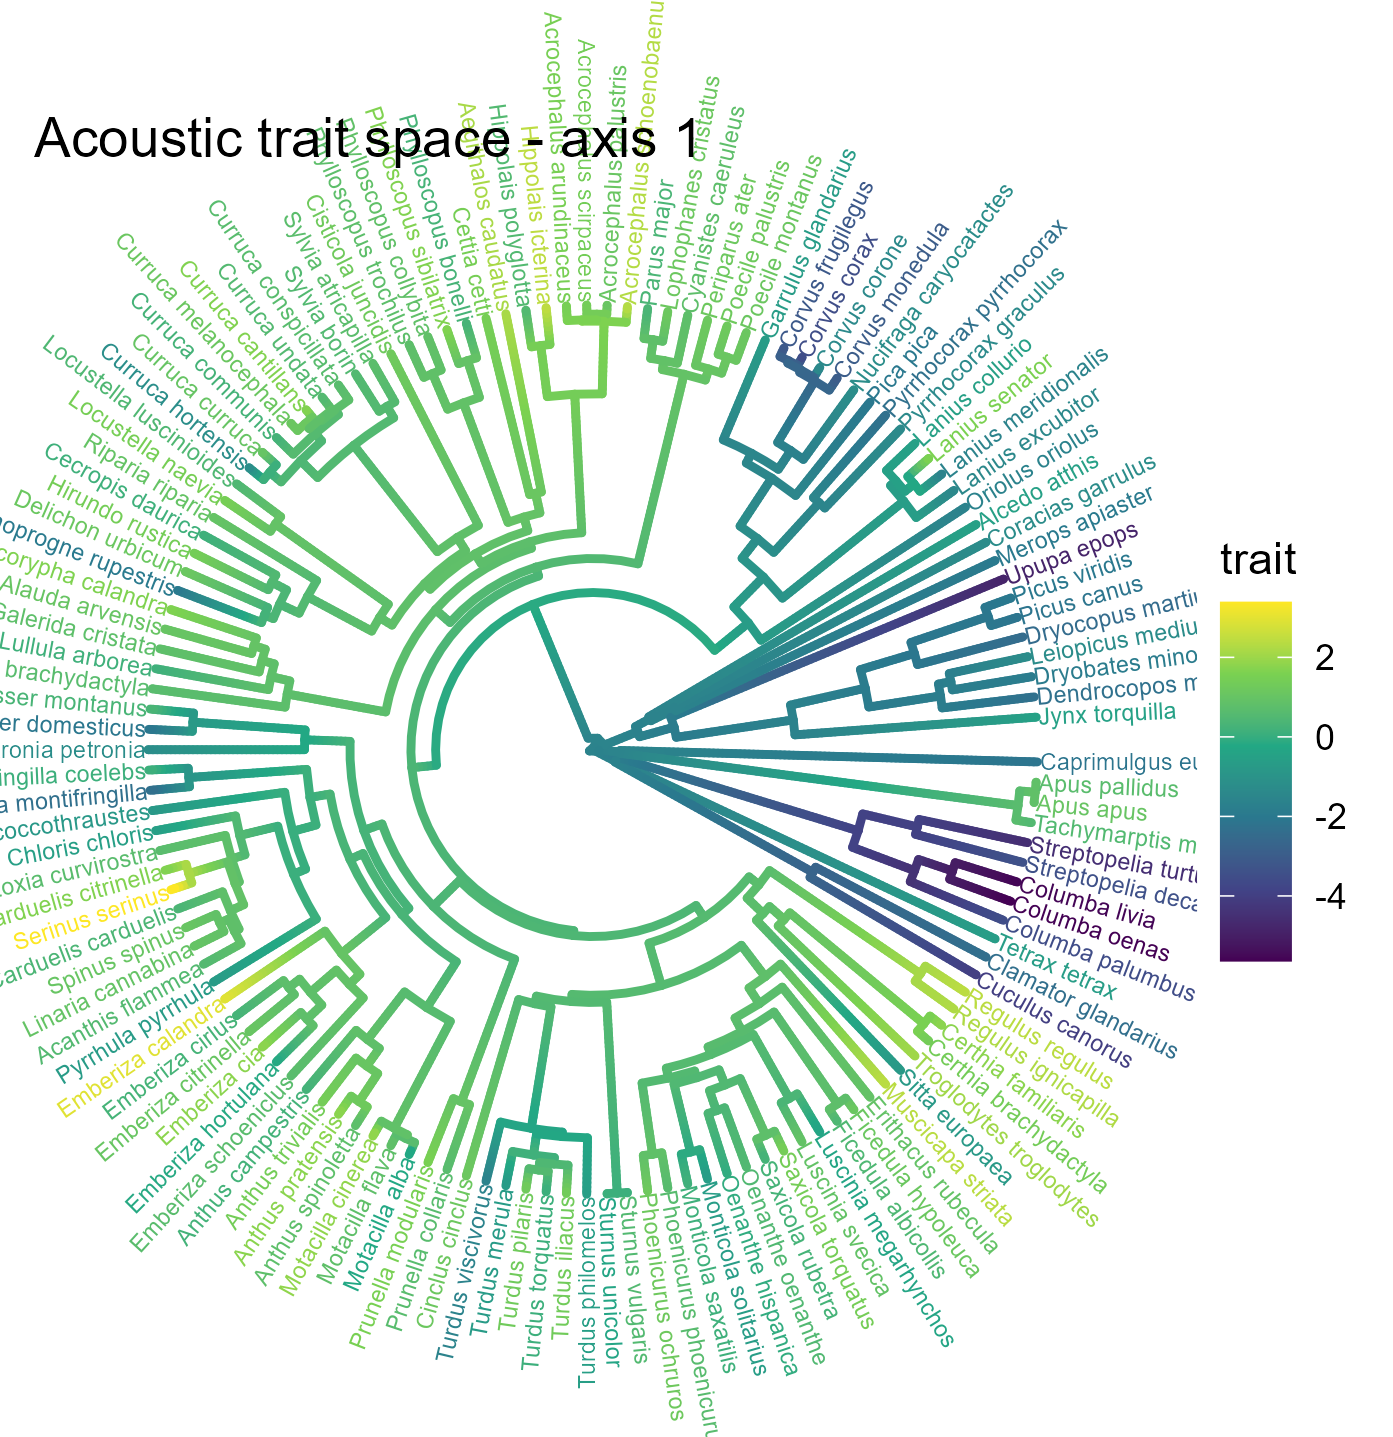 Acoustic trait space - axis 1
Acrocephalus arundinaceus
Acrocephalus scirpaceus
Acrocephalus palustris
Acrocephalus schoenobaenu
Parus major
Lophophanes cristatus
Cyanistes caeruleus
Periparus ater
Poecile palustris
Poecile montanus
Garrulus glandarius
Corvus frugilegus
Corvus corax
Corvus corone
Corvus monedula
Nucifraga caryocatactes
Pica pica
Pyrrhocorax pyrrhocorax
Pyrrhocorax graculus
Lanius collurio
Lanius senator
Lanius meridionalis
Lanius excubitor
Oriolus oriolus
Alcedo atthis
Coracias garrulus
Merops apiaster
Upupa epops
Picus viridis
Picus canus
Dryocopus martiu
Leiopicus mediu
Dryobates mino
Dendrocopos m
Jynx torquilla
Caprimulgus eu
Apus pallidus
Apus apus
Tachymarptis m
Streptopelia turtu
Streptopelia deca
Columba livia
Columba oenas
Columba palumbus
Tetrax tetrax
Clamator glandarius
Cuculus canorus
Regulus regulus
Regulus ignicapilla
Certhia familiaris
Certhia brachydactyla
Troglodytes troglodytes
Sitta europaea
Muscicapa striata
Erithacus rubecula
Ficedula hypoleuca
Ficedula albicollis
Luscinia megarhynchos
Luscinia svecica
Saxicola torquatus
Saxicola rubetra
Oenanthe oenanthe
Oenanthe hispanica
Monticola solitarius
Monticola saxatilis
Phoenicurus phoenicuru
Phoenicurus ochruros
Sturnus vulgaris
Sturnus unicolor
Turdus philomelos
Turdus iliacus
Turdus torquatus
Turdus pilaris
Turdus merula
Turdus viscivorus
Cinclus cinclus
Prunella collaris
Prunella modularis
Motacilla alba
Motacilla flava
Motacilla cinerea
Anthus spinoletta
Anthus pratensis
Anthus trivialis
Anthus campestris
Emberiza schoeniclus
Emberiza hortulana
Emberiza cia
Emberiza citrinella
Emberiza cirlus
Emberiza calandra
Pyrrhula pyrrhula
Acanthis flammea
Linaria cannabina
Spinus spinus
Carduelis carduelis
Serinus serinus
arduelis citrinella
oxia curvirostra
Chloris chloris
coccothraustes
a montifringilla
ingilla coelebs
ronia petronia
er domesticus
sser montanus
brachydactyla
Lullula arborea
Galerida cristata
Alauda arvensis
corypha calandra
noprogne rupestris
Delichon urbicum
Hirundo rustica
Cecropis daurica
Riparia riparia
Locustella naevia
Locustella luscinioides
Curruca hortensis
Curruca curruca
Curruca communis
Curruca melanocephala
Curruca cantillans
Curruca undata
Curruca conspicillata
Sylvia borin
Sylvia atricapilla
Cisticola juncidis
Phylloscopus trochilus
Phylloscopus collybita
Phylloscopus sibilatrix
Phylloscopus bonelli
Cettia cetti
Aegithalos caudatus
Hippolais polyglotta
Hippolais icterina
trait
2
0
-2
-4